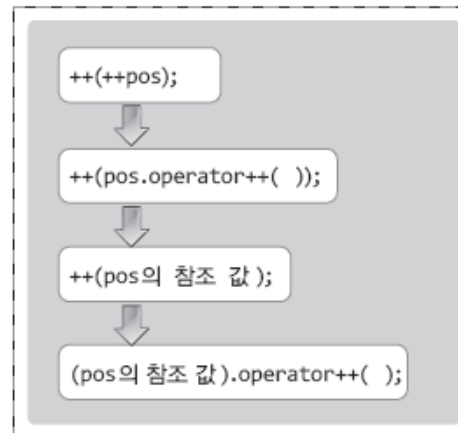 ++(++pos);
++(pos.operator++( ));
++(pos의 참조 값 );
(pos의 참조 값 ).operator++( );